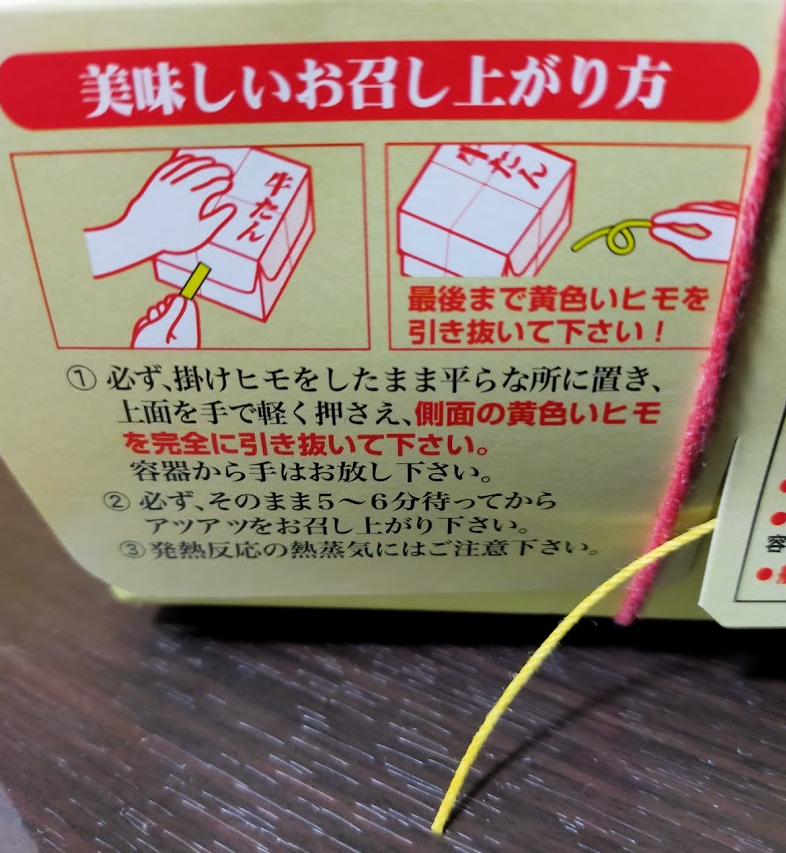 美味しいお召し上がり方
牛たん
牛たん
最後まで黄色いヒモを
引き抜いて下さい！
① 必ず、掛けヒモをしたまま平らな所に置き、
上面を手で軽く押さえ、側面の黄色いヒモ
を完全に引き抜いて下さい。
容器から手はお放し下さい。
② 必ず、そのまま5～6分待ってから
アツアツをお召し上がり下さい。
③ 発熱反応の熱蒸気にはご注意下さい。
容